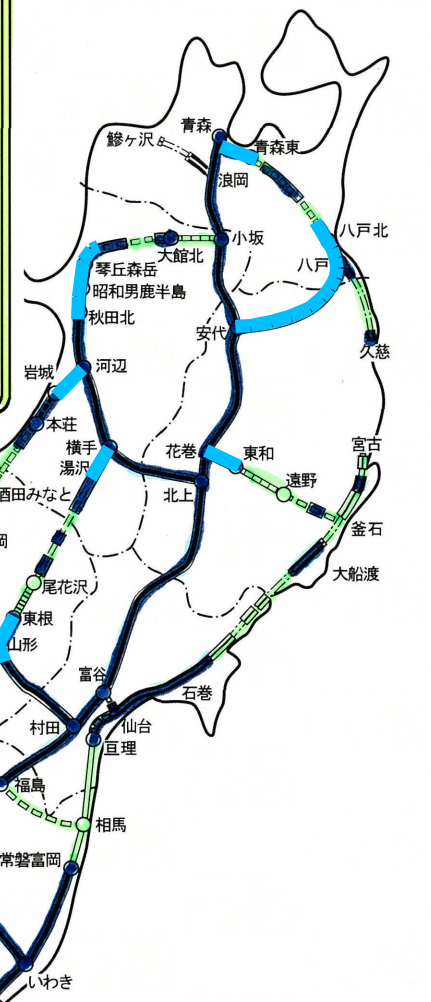 青森
鰺ヶ沢
青森東
浪岡
小坂
八戸北
大館北
八戸
琴丘森岳
昭和男鹿半島
秋田北
安代
久慈
岩城
河辺
本荘
横手
花巻
東和
宮古
湯沢
遠野
酒田みなと
北上
釜石
岡
大船渡
尾花沢
東根
山形
富谷
石巻
村田
仙台
亘理
福島
相馬
常磐富岡
いわき